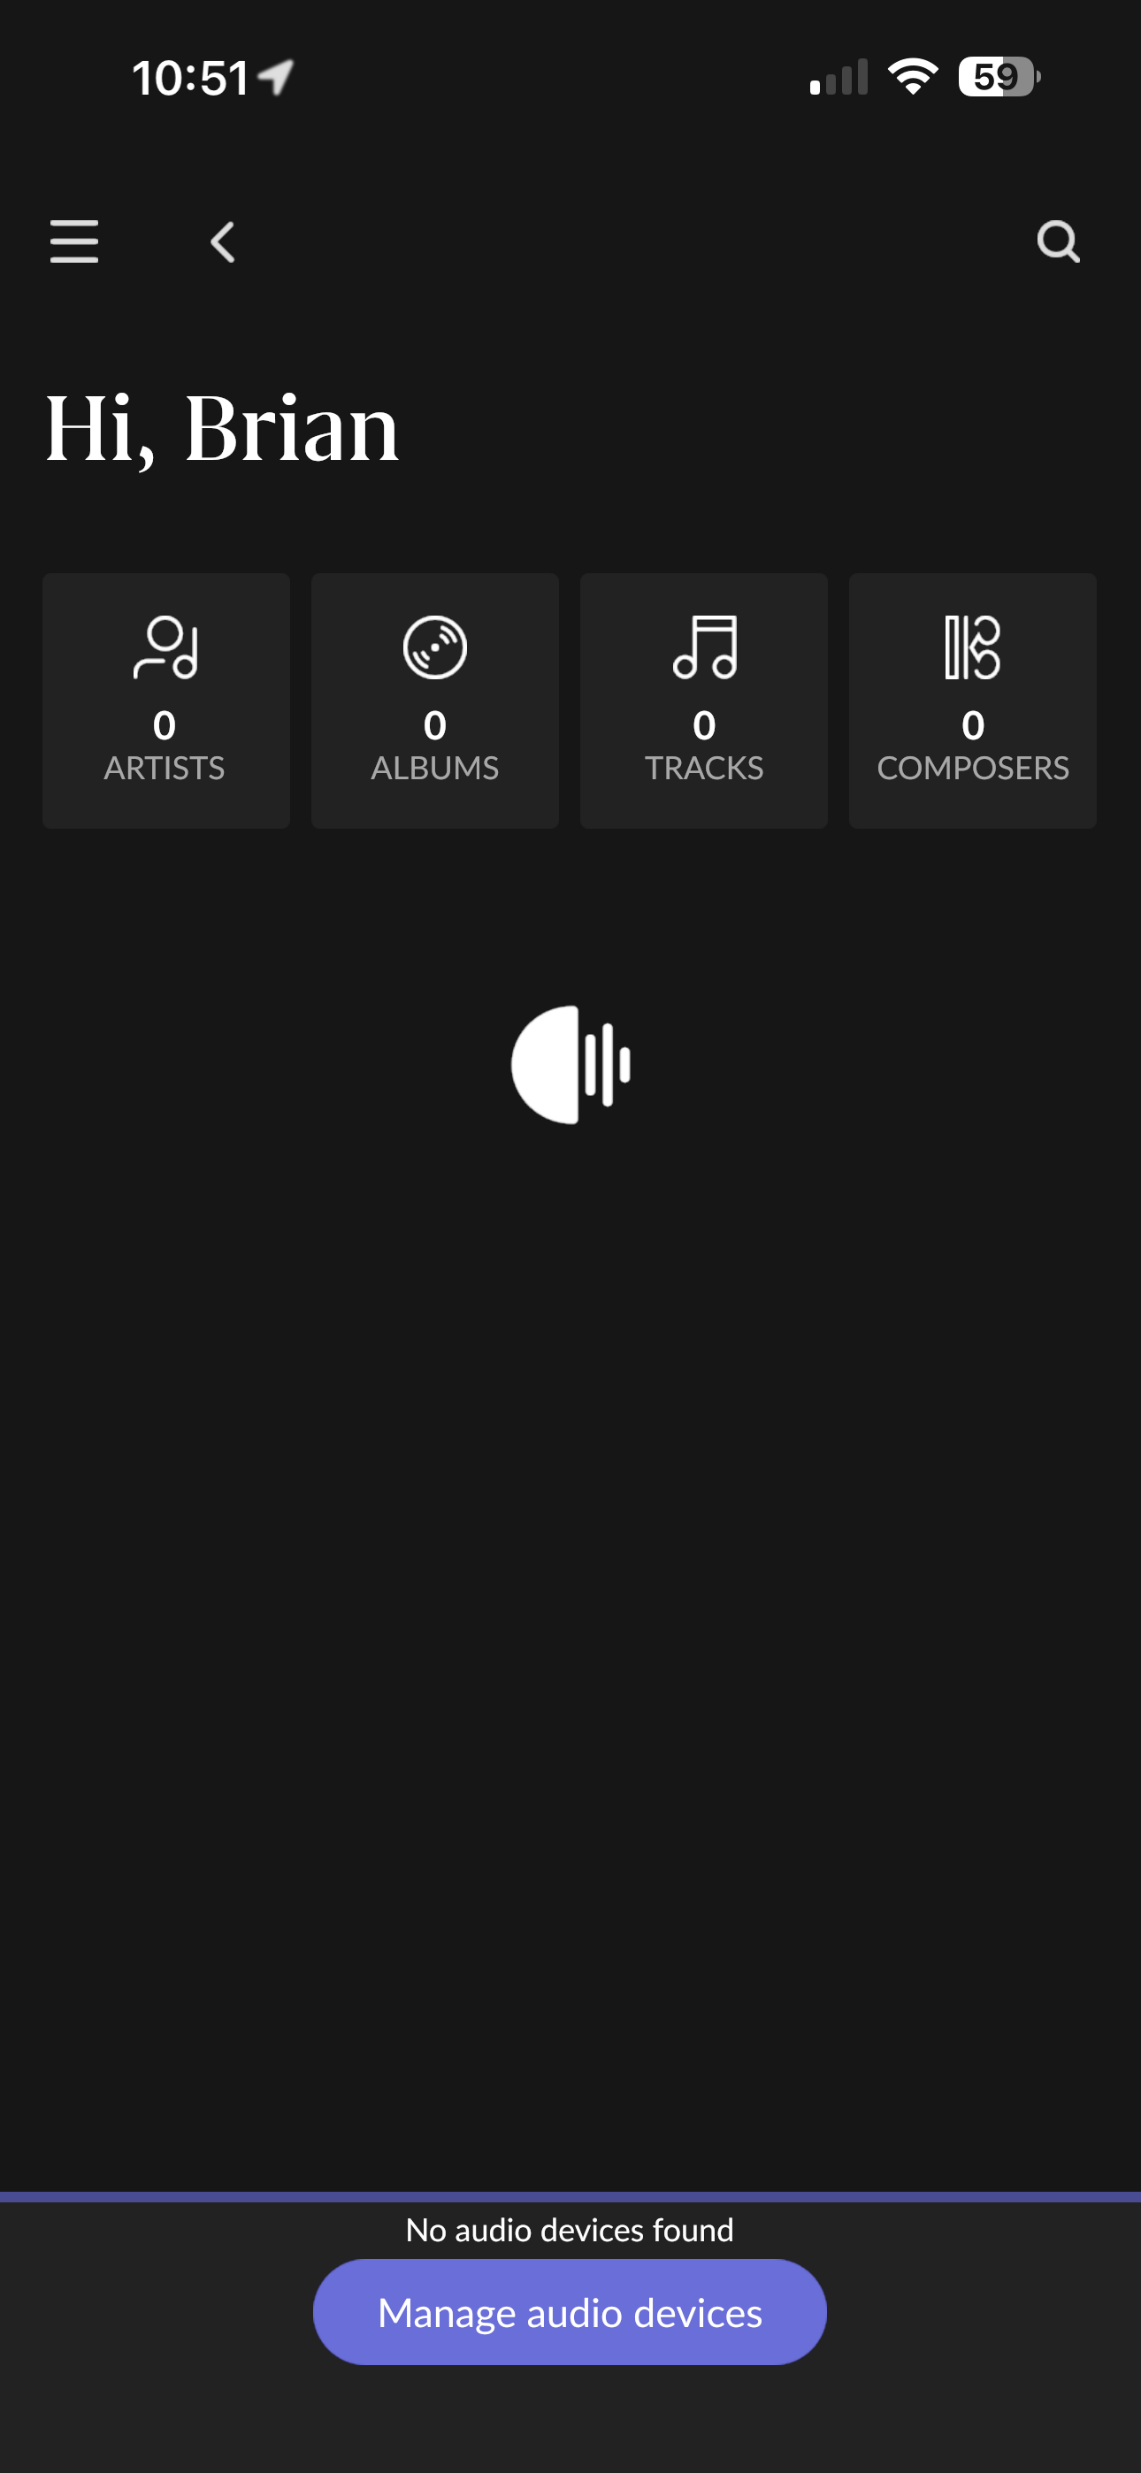 10:51
59
Hi, Brian
0
ARTISTS
0
ALBUMS
0
TRACKS
0
COMPOSERS
No audio devices found
Manage audio devices